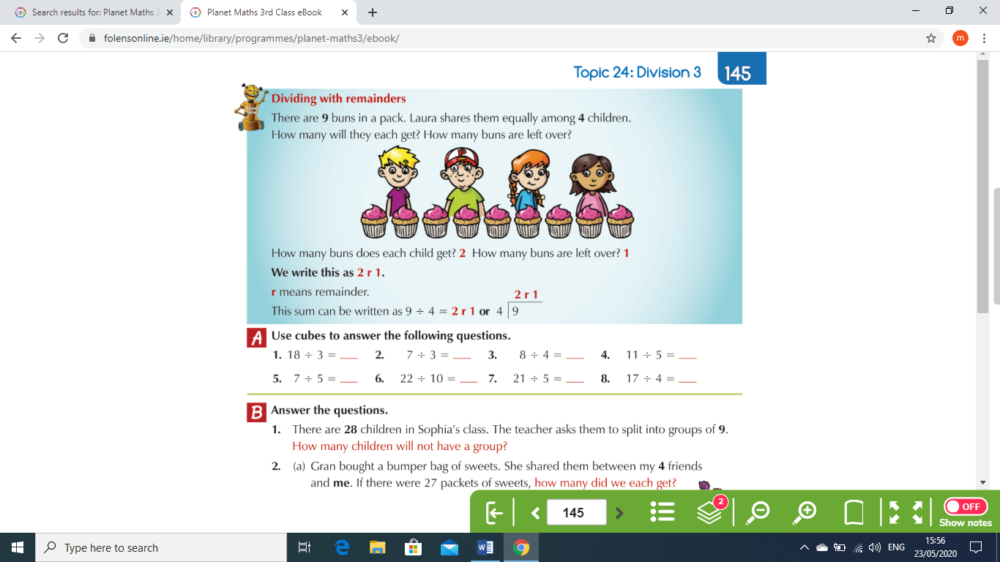 Search results for: Planet Maths 3
Planet Maths 3rd Class eBook
folensonline.ie/home/library/programmes/planet-maths3/ebook/
m
Topic 24: Division 3 145
Dividing with remainders
There are 9 buns in a pack. Laura shares them equally among 4 children.
How many will they each get? How many buns are left over?
P
How many buns does each child get? 2 How many buns are left over? 1
We write this as 2 r 1.
r means remainder.
2 r 1
This sum can be written as 9 ÷ 4 = 2 r 1 or 4 9
A Use cubes to answer the following questions.
1. 18 ÷ 3 = ___ 2. 7 ÷ 3 = ___ 3. 8 ÷ 4 = ___ 4. 11 ÷ 5 = ___
5. 7 ÷ 5 = ___ 6. 22 ÷ 10 = ___ 7. 21 ÷ 5 = ___ 8. 17 ÷ 4 = ___
B Answer the questions.
1. There are 28 children in Sophia's class. The teacher asks them to split into groups of 9.
How many children will not have a group?
2. (a) Gran bought a bumper bag of sweets. She shared them between my 4 friends
and me. If there were 27 packets of sweets, how many did we each get?
145
2
OFF
Show notes
Type here to search
ENG
15:56
23/05/2020